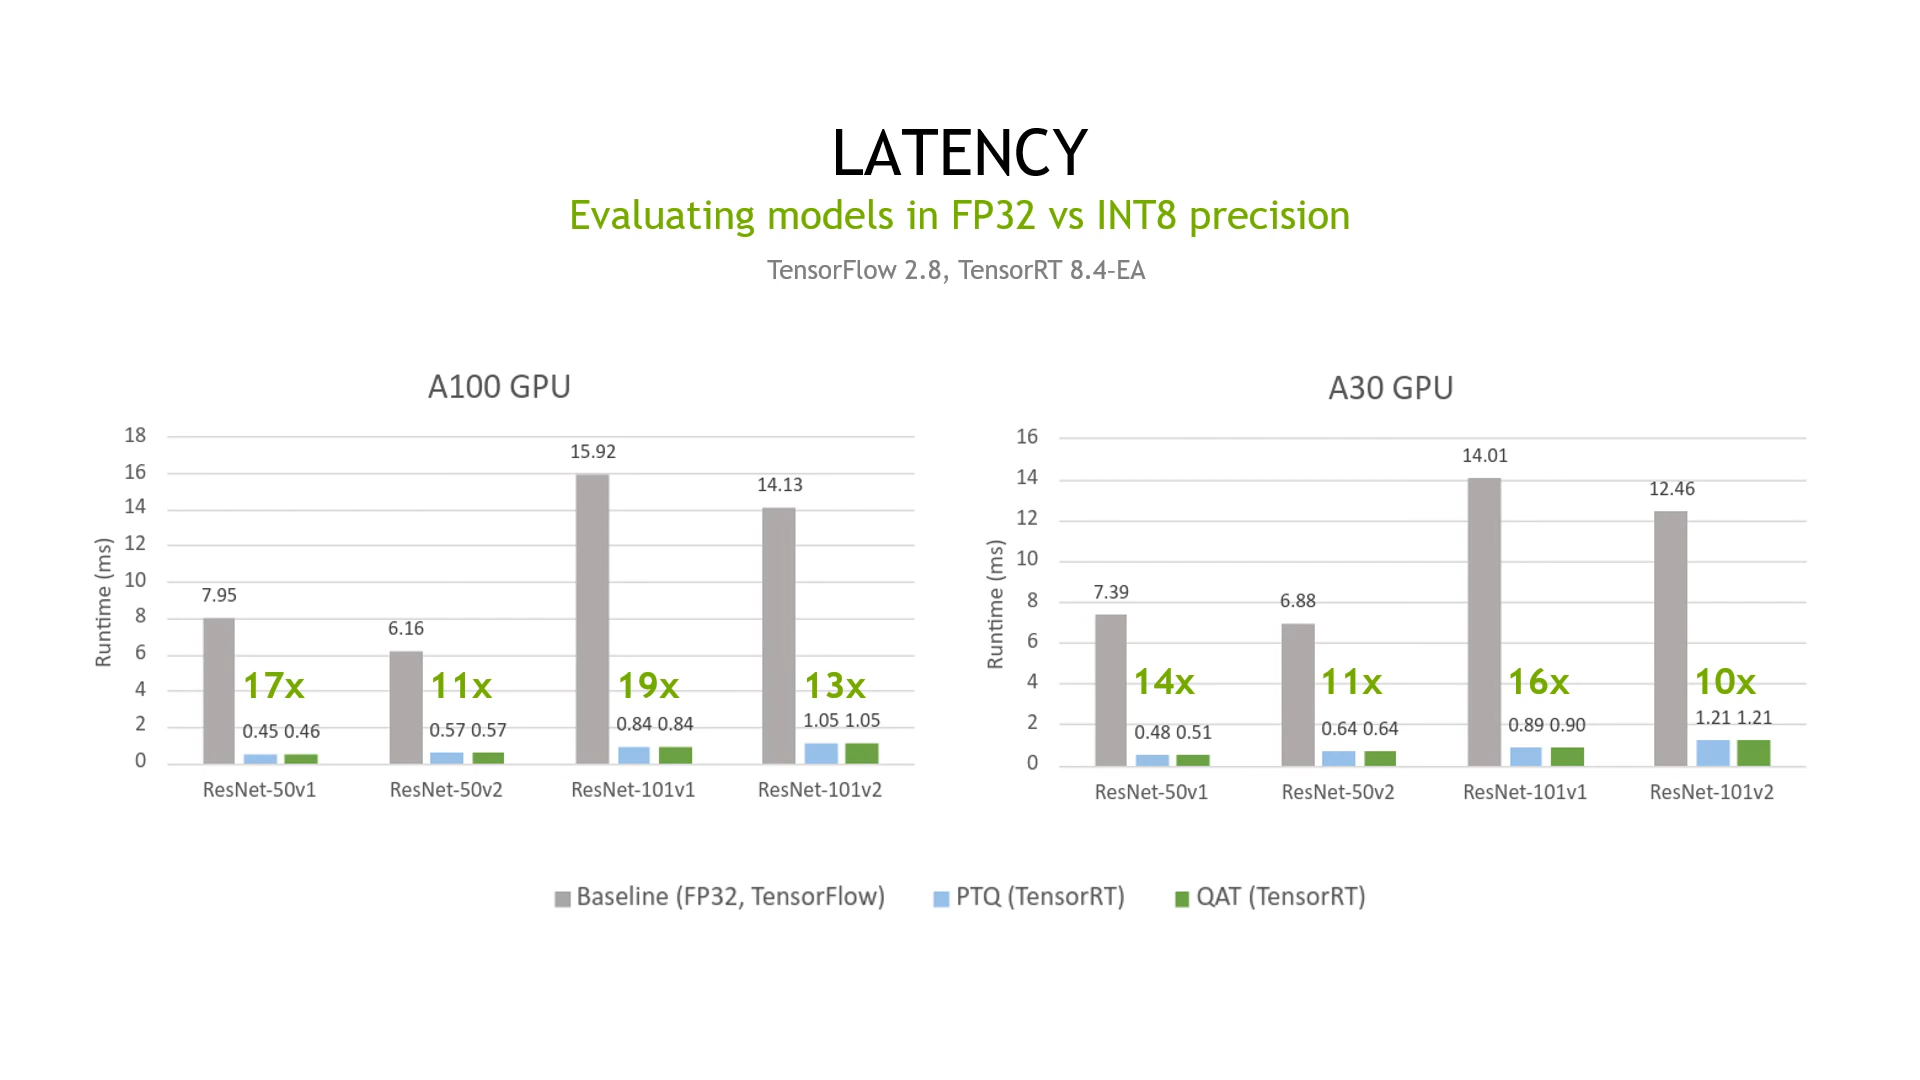 LATENCY
Evaluating models in FP32 vs INT8 precision
TensorFlow 2.8, TensorRT 8.4-EA
A100 GPU
Runtime (ms)
18
16
14
12
10
8
6
4
2
0
7.95
17x
0.45 0.46
6.16
11x
0.57 0.57
15.92
19x
0.84 0.84
14.13
13x
1.05 1.05
ResNet-50v1 ResNet-50v2 ResNet-101v1 ResNet-101v2
A30 GPU
Runtime (ms)
16
14
12
10
8
6
4
2
0
7.39
14x
0.48 0.51
6.88
11x
0.64 0.64
14.01
16x
0.89 0.90
12.46
10x
1.21 1.21
ResNet-50v1 ResNet-50v2 ResNet-101v1 ResNet-101v2
Baseline (FP32, TensorFlow) PTQ (TensorRT) QAT (TensorRT)